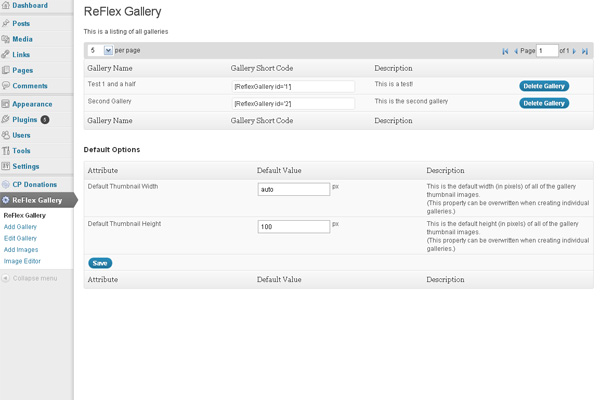 Dashboard
Posts
Media
Links
Pages
Comments
Appearance
Plugins 5
Users
Tools
Settings
CP Donations
ReFlex Gallery
ReFlex Gallery
Add Gallery
Edit Gallery
Add Images
Image Editor
Collapse menu
ReFlex Gallery
This is a listing of all galleries
5 per page
Page 1 of 1
Gallery Name Gallery Short Code Description
Test 1 and a half [ReflexGallery id='1'] This is a test! Delete Gallery
Second Gallery [ReflexGallery id='2'] This is the second gallery Delete Gallery
Gallery Name Gallery Short Code Description
Default Options
Attribute Default Value Description
Default Thumbnail Width auto px This is the default width (in pixels) of all of the gallery
thumbnail images.
(This property can be overwritten when creating individual
galleries.)
Default Thumbnail Height 100 px This is the default height (in pixels) of all of the gallery
thumbnail images.
(This property can be overwritten when creating individual
galleries.)
Save
Attribute Default Value Description